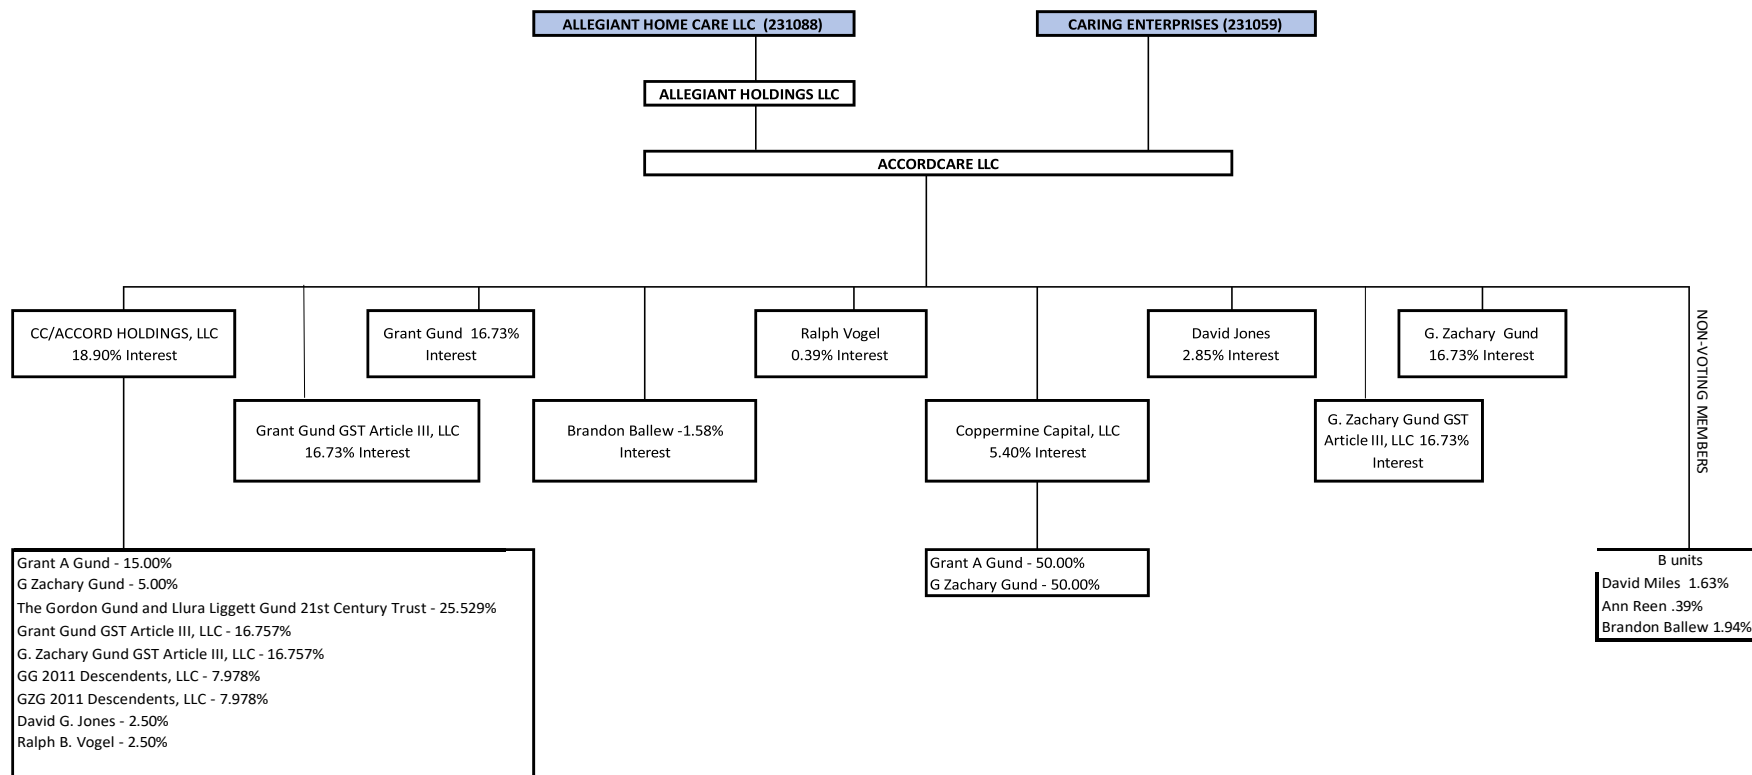 ALLEGIANT HOME CARE LLC (231088)
CARING ENTERPRISES (231059)
ALLEGIANT HOLDINGS LLC
ACCORDCARE LLC
CC/ACCORD HOLDINGS, LLC
18.90% Interest
Grant Gund 16.73%
Interest
Ralph Vogel
0.39% Interest
David Jones
2.85% Interest
G. Zachary Gund
16.73% Interest
NON-VOTING MEMBERS
Grant Gund GST Article III, LLC
16.73% Interest
Brandon Ballew -1.58%
Interest
Coppermine Capital, LLC
5.40% Interest
G. Zachary Gund GST
Article III, LLC 16.73%
Interest
Grant A Gund - 15.00%
G Zachary Gund - 5.00%
The Gordon Gund and Llura Liggett Gund 21st Century Trust - 25.529%
Grant Gund GST Article III, LLC - 16.757%
G. Zachary Gund GST Article III, LLC - 16.757%
GG 2011 Descendents, LLC - 7.978%
GZG 2011 Descendents, LLC - 7.978%
David G. Jones - 2.50%
Ralph B. Vogel - 2.50%
Grant A Gund - 50.00%
G Zachary Gund - 50.00%
B units
David Miles 1.63%
Ann Reen .39%
Brandon Ballew 1.94%